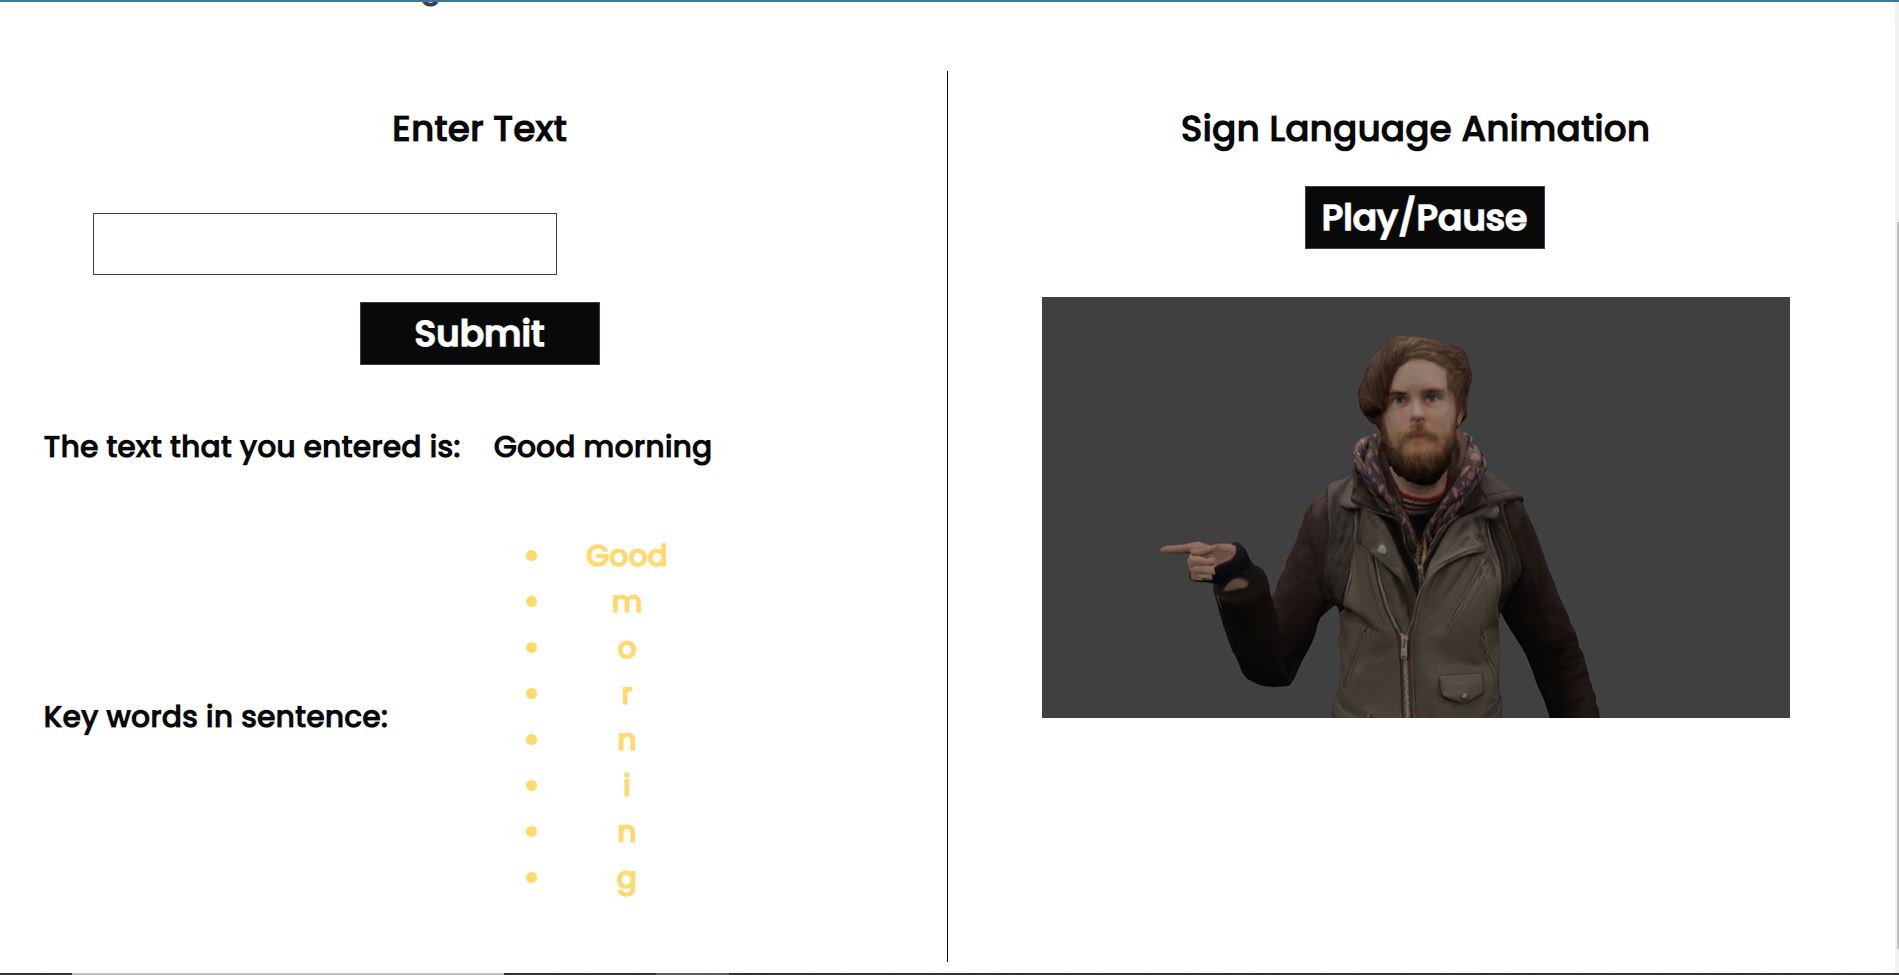 Enter Text
Submit
The text that you entered is: Good morning
Key words in sentence:
Good
m
o
r
n
i
n
g
Sign Language Animation
Play/Pause